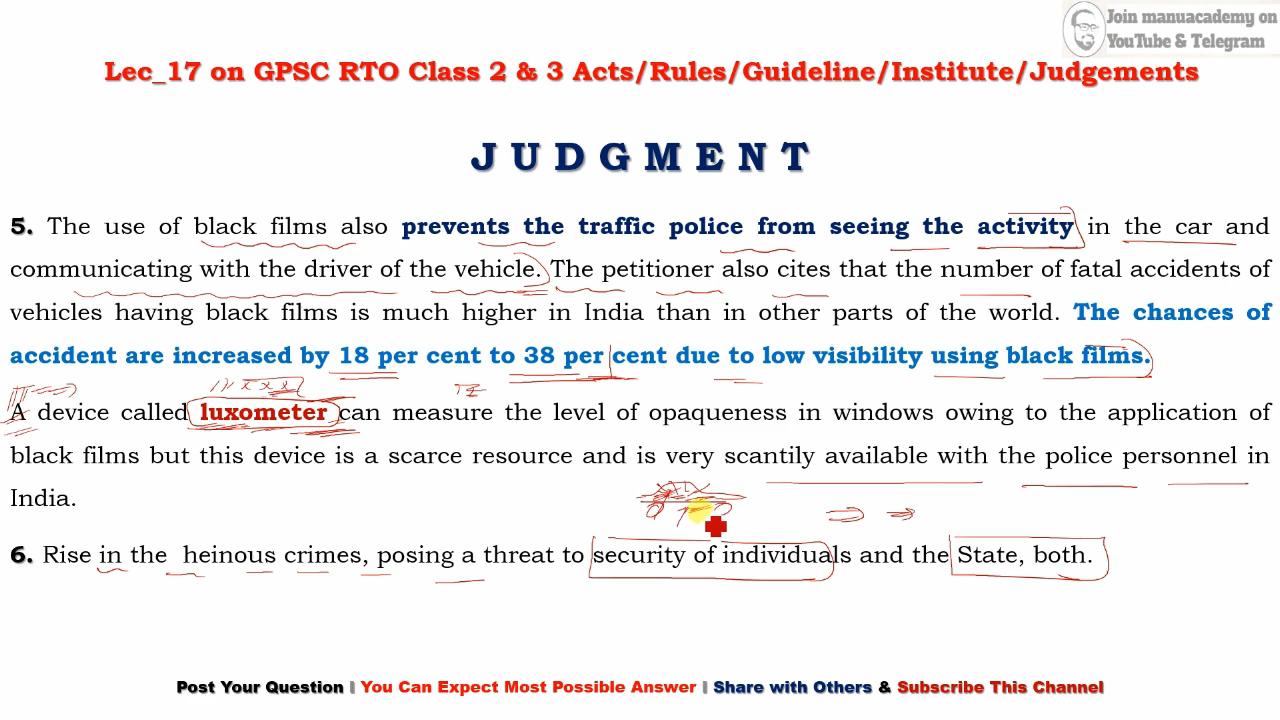 Join manuacademy on
YouTube & Telegram
Lec_17 on GPSC RTO Class 2 & 3 Acts/Rules/Guideline/Institute/Judgements
JUDGMENT
5. The use of black films also prevents the traffic police from seeing the activity in the car and
communicating with the driver of the vehicle. The petitioner also cites that the number of fatal accidents of
vehicles having black films is much higher in India than in other parts of the world. The chances of
accident are increased by 18 per cent to 38 per cent due to low visibility using black films.
A device called luxometer can measure the level of opaqueness in windows owing to the application of
black films but this device is a scarce resource and is very scantily available with the police personnel in
India.
6. Rise in the heinous crimes, posing a threat to security of individuals and the State, both.
Post Your Question | You Can Expect Most Possible Answer | Share with Others & Subscribe This Channel